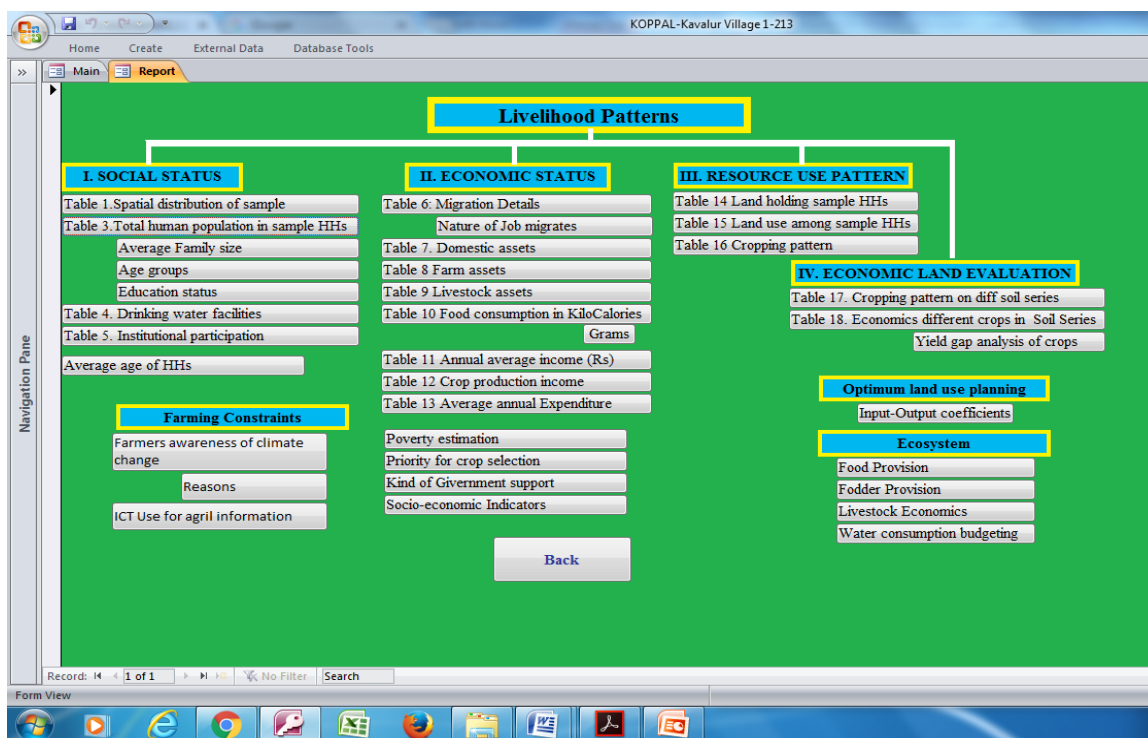 KOPPAL-Kavalur Village 1-213
Home Create External Data Database Tools
Main Report
Navigation Pane
Livelihood Patterns
I. SOCIAL STATUS
Table 1.Spatial distribution of sample
Table 3.Total human population in sample HHs
Average Family size
Age groups
Education status
Table 4. Drinking water facilities
Table 5. Institutional participation
Average age of HHs
Farming Constraints
Farmers awareness of climate
change
Reasons
ICT Use for agril information
II. ECONOMIC STATUS
Table 6: Migration Details
Nature of Job migrates
Table 7. Domestic assets
Table 8 Farm assets
Table 9 Livestock assets
Table 10 Food consumption in KiloCalories
Grams
Table 11 Annual average income (Rs)
Table 12 Crop production income
Table 13 Average annual Expenditure
Poverty estimation
Priority for crop selection
Kind of Givernment support
Socio-economic Indicators
Back
III. RESOURCE USE PATTERN
Table 14 Land holding sample HHs
Table 15 Land use among sample HHs
Table 16 Cropping pattern
IV. ECONOMIC LAND EVALUATION
Table 17. Cropping pattern on diff soil series
Table 18. Economics different crops in Soil Series
Yield gap analysis of crops
Optimum land use planning
Input-Output coefficients
Ecosystem
Food Provision
Fodder Provision
Livestock Economics
Water consumption budgeting
Record: 1 of 1 No Filter Search
Form View